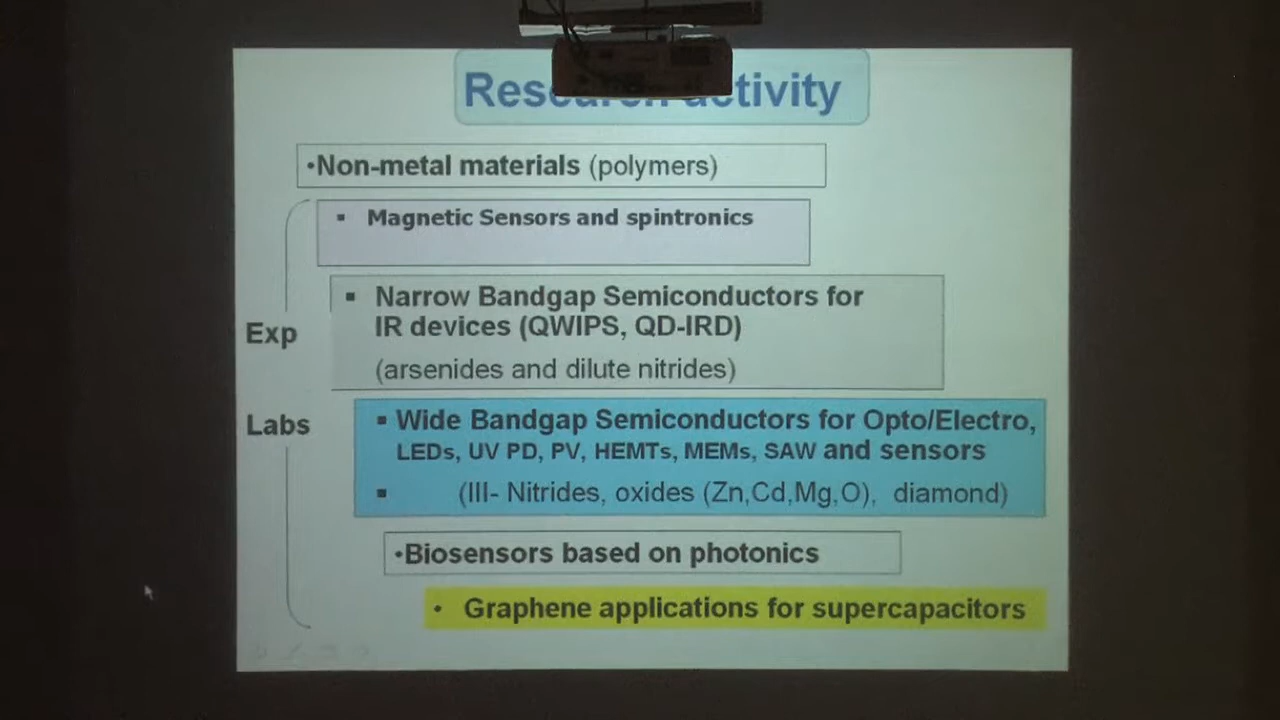 Research activity
•Non-metal materials (polymers)
▪ Magnetic Sensors and spintronics
▪ Narrow Bandgap Semiconductors for
IR devices (QWIPS, QD-IRD)
(arsenides and dilute nitrides)
Exp
Labs
▪ Wide Bandgap Semiconductors for Opto/Electro,
LEDs, UV PD, PV, HEMTs, MEMs, SAW and sensors
▪ (III- Nitrides, oxides (Zn,Cd,Mg,O), diamond)
•Biosensors based on photonics
• Graphene applications for supercapacitors